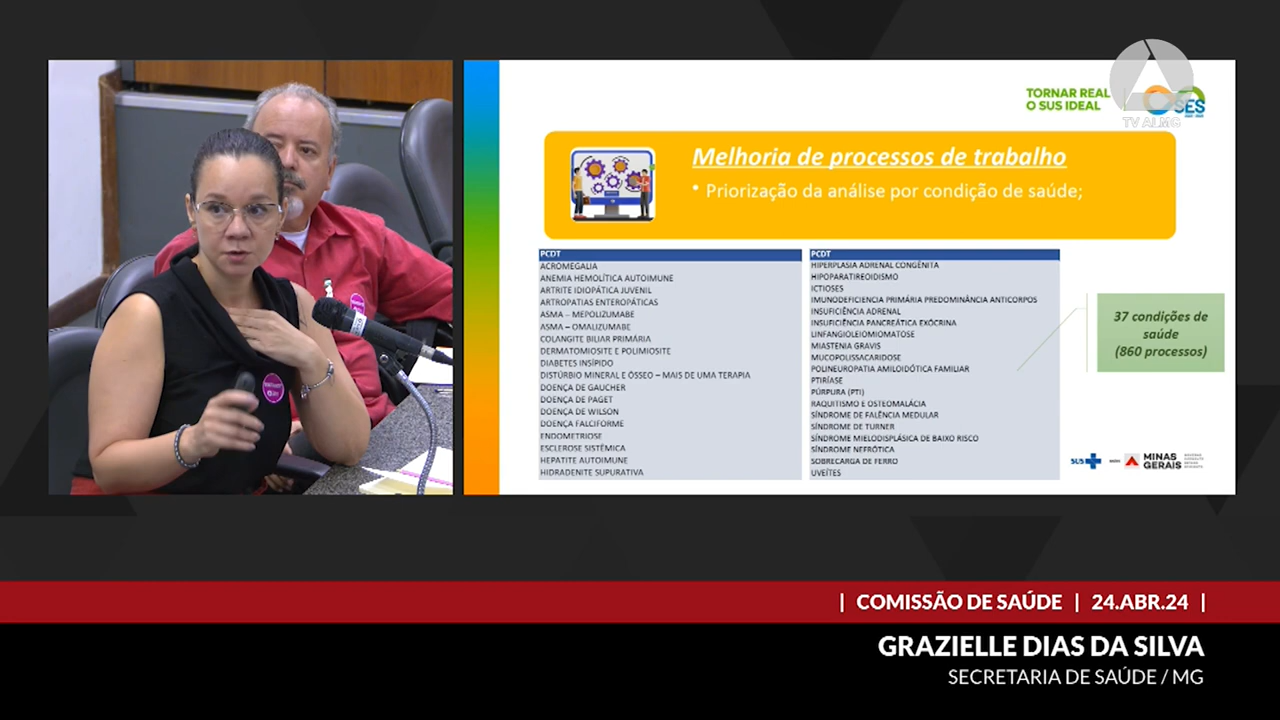 TORNAR REAL
O SUS IDEAL
SES
TV ALMG
Melhoria de processos de trabalho
• Priorização da análise por condição de saúde;
PCDT
ACROMEGALIA
ANEMIA HEMOLÍTICA AUTOIMUNE
ARTRITE IDIOPÁTICA JUVENIL
ARTROPATIAS ENTEROPÁTICAS
ASMA – MEPOLIZUMABE
ASMA – OMALIZUMABE
COLANGITE BILIAR PRIMÁRIA
DERMATOMIOSITE E POLIMIOSITE
DIABETES INSÍPIDO
DISTÚRBIO MINERAL E ÓSSEO – MAIS DE UMA TERAPIA
DOENÇA DE GAUCHER
DOENÇA DE PAGET
DOENÇA DE WILSON
DOENÇA FALCIFORME
ENDOMETRIOSE
ESCLEROSE SISTÊMICA
HEPATITE AUTOIMUNE
HIDRADENITE SUPURATIVA
PCDT
HIPERPLASIA ADRENAL CONGÊNITA
HIPOPARATIREOIDISMO
ICTIOSES
IMUNODEFICIENCIA PRIMÁRIA PREDOMINÂNCIA ANTICORPOS
INSUFICIÊNCIA ADRENAL
INSUFICIÊNCIA PANCREÁTICA EXÓCRINA
LINFANGIOLEIOMIOMATOSE
MIASTENIA GRAVIS
MUCOPOLISSACARIDOSE
POLINEUROPATIA AMILOIDÓTICA FAMILIAR
PTIRÍASE
PÚRPURA (PTI)
RAQUITISMO E OSTEOMALÁCIA
SÍNDROME DE FALÊNCIA MEDULAR
SÍNDROME DE TURNER
SÍNDROME MIELODISPLÁSICA DE BAIXO RISCO
SÍNDROME NEFRÓTICA
SOBRECARGA DE FERRO
UVEÍTES
37 condições de
saúde
(860 processos)
SUS
MINAS
GERAIS
| COMISSÃO DE SAÚDE | 24.ABR.24 |
GRAZIELLE DIAS DA SILVA
SECRETARIA DE SAÚDE / MG